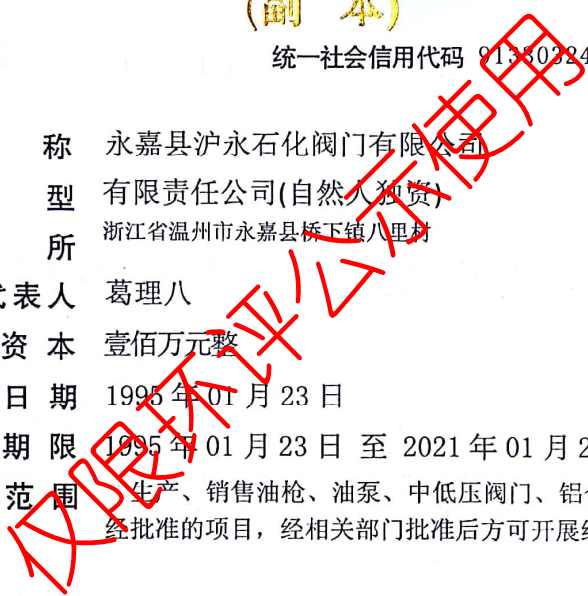 (副 本)
统一社会信用代码 91330324
称 永嘉县沪永石化阀门有限公司
型 有限责任公司(自然人独资)
所 浙江省温州市永嘉县桥下镇八里村
代表人 葛理八
资 本 壹佰万元整
日 期 1995年01月23日
期 限 1995年01月23日 至 2021年01月2
范 围 生产、销售油枪、油泵、中低压阀门、铝
经批准的项目，经相关部门批准后方可开展
仅限环评公示使用